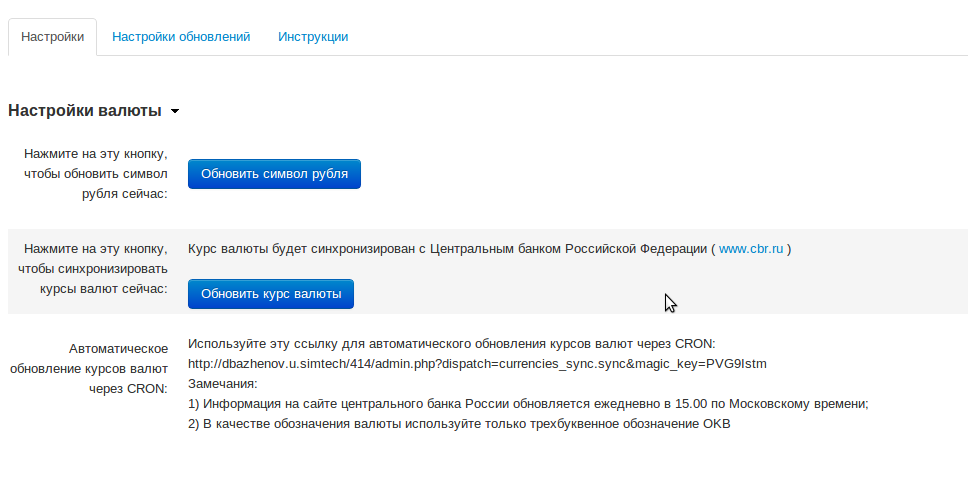 Настройки Настройки обновлений Инструкции
Настройки валюты
Нажмите на эту кнопку,
чтобы обновить символ
рубля сейчас:
Обновить символ рубля
Нажмите на эту кнопку,
чтобы синхронизировать
курсы валют сейчас:
Курс валюты будет синхронизирован с Центральным банком Российской Федерации ( www.cbr.ru )
Обновить курс валюты
Автоматическое
обновление курсов валют
через CRON:
Используйте эту ссылку для автоматического обновления курсов валют через CRON:
http://dbazhenov.u.simtech/414/admin.php?dispatch=currencies_sync.sync&magic_key=PVG9Istm
Замечания:
1) Информация на сайте центрального банка России обновляется ежедневно в 15.00 по Московскому времени;
2) В качестве обозначения валюты используйте только трехбуквенное обозначение ОКВ